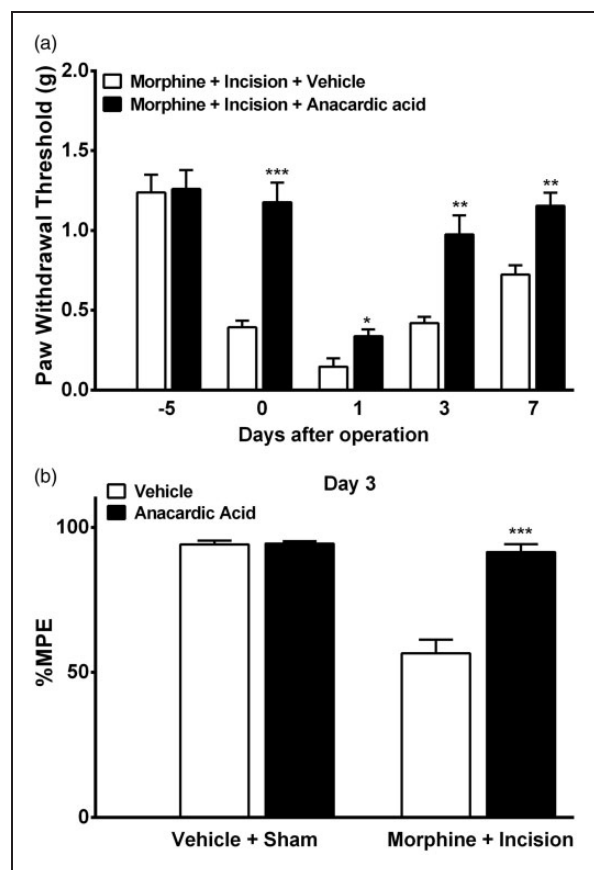 (a)
2.0
1.5
1.0
0.5
0.0
Paw Withdrawal Threshold (g)
Morphine + Incision + Vehicle
Morphine + Incision + Anacardic acid
***
*
**
**
-5 0 1 3 7
Days after operation
(b)
Day 3
Vehicle
Anacardic Acid
100
50
0
%MPE
***
Vehicle + Sham Morphine + Incision